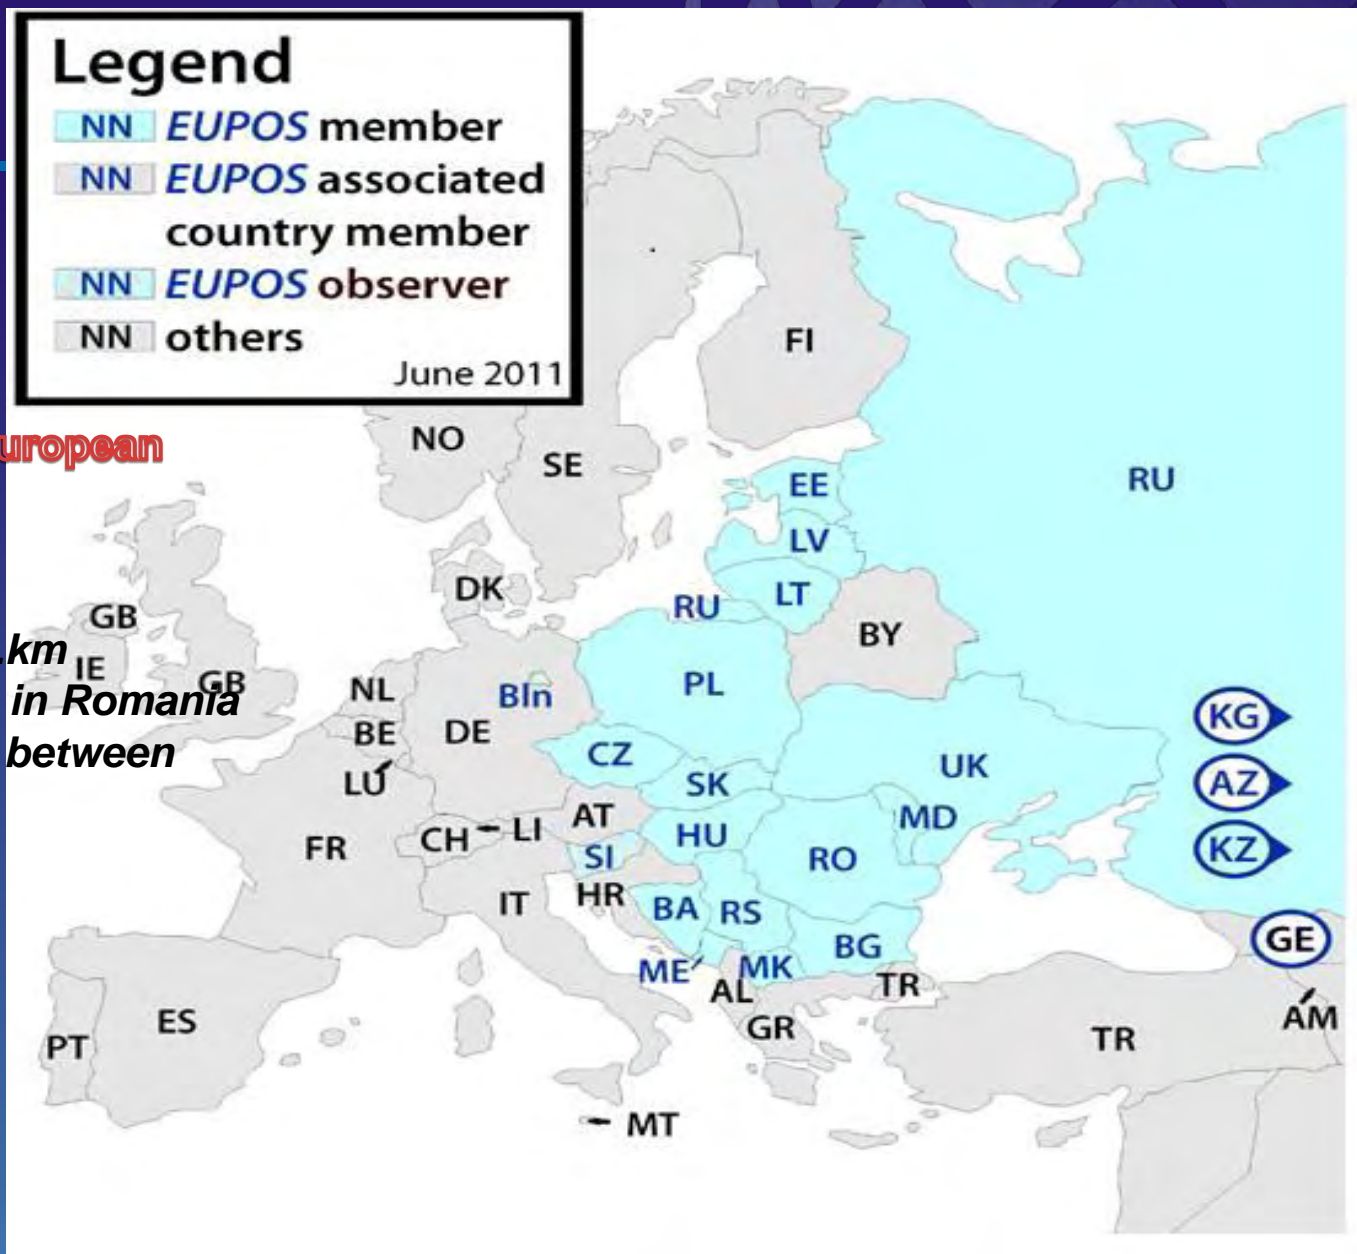 Legend
NN EUPOS member
NN EUPOS associated
country member
NN EUPOS observer
NN others
June 2011
uropean
km
in Romania
between
FI
NO
SE
RU
EE
LV
LT
DK
RU
GB
BY
IE
GB
NL
Bln
PL
KG
BE
DE
CZ
UK
LU
SK
AZ
AT
MD
CH
LI
HU
FR
SI
RO
KZ
HR
IT
BA
RS
BG
GE
ME
MK
AL
TR
ES
GR
AM
PT
TR
MT